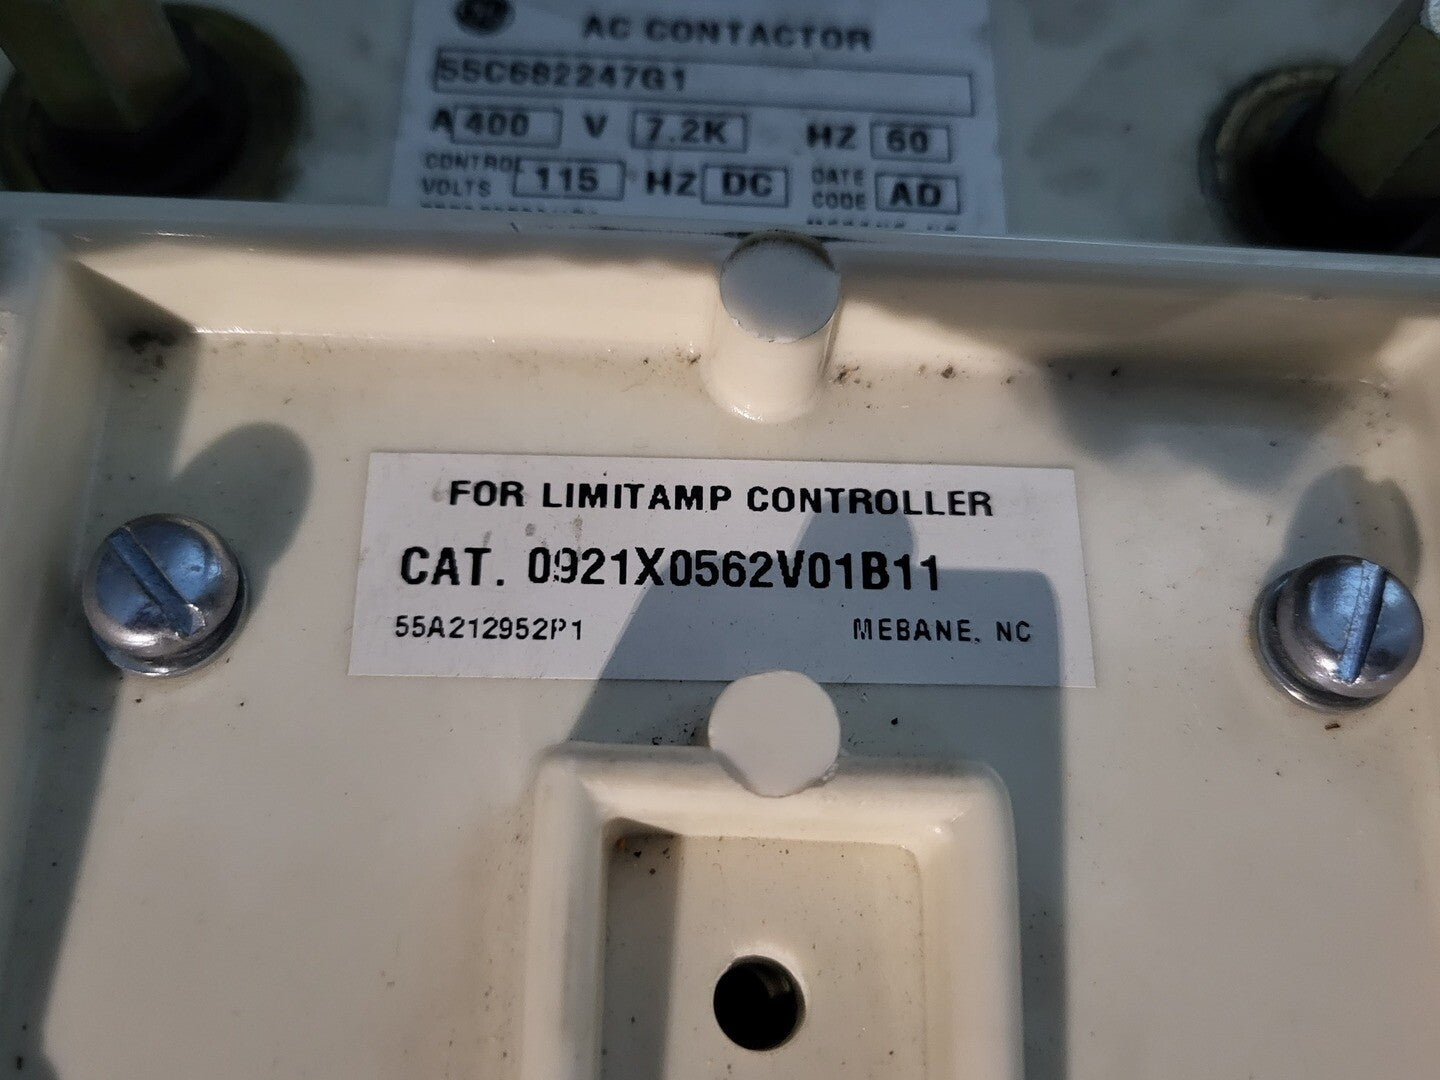 AC CONTACTOR
55C682247G1
A 400 V 7.2K HZ 60
CONTROL VOLTS 115 HZ DC DATE CODE AD
FOR LIMITAMP CONTROLLER
CAT. 0921X0562V01B11
55A212952P1 MEBANE, NC